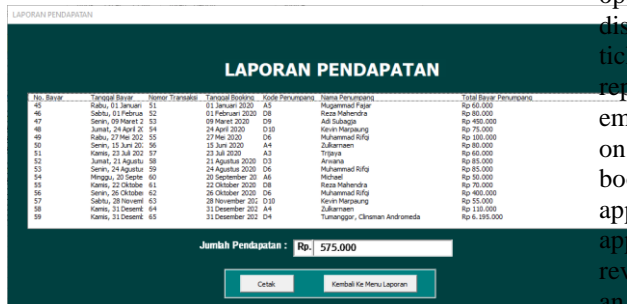 LAPORAN PENDAPATAN
LAPORAN PENDAPATAN
No. Bayar Tanggal Bayar Nomor Transaksi Tanggal Booking Kode Penumpang Nama Penumpang Total Bayar Penumpang
45 Rabu, 01 Januari 51 01 Januari 2020 A5 Mugammad Fajar Rp 60.000
46 Sabtu, 01 Februa 52 01 Februari 2020 D8 Reza Mahendra Rp 80.000
47 Senin, 09 Maret 2 53 09 Maret 2020 D9 Adi Subagja Rp 450.000
48 Jumat, 24 April 2( 54 24 April 2020 D10 Kevin Marpaung Rp 75.000
49 Rabu, 27 Mei 202 55 27 Mei 2020 D6 Muhammad Rifqi Rp 100.000
50 Senin, 15 Juni 20: 56 15 Juni 2020 A4 Zulkarnaen Rp 80.000
51 Kamis, 23 Juli 202 57 23 Juli 2020 A3 Trijaya Rp 60.000
52 Jumat, 21 Agustu 58 21 Agustus 2020 D3 Arwana Rp 85.000
53 Senin, 24 Agustu: 59 24 Agustus 2020 D6 Muhammad Rifqi Rp 85.000
54 Minggu, 20 Septe 60 20 September 20 A6 Michael Rp 50.000
55 Kamis, 22 Oktobe 61 22 Oktober 2020 D8 Reza Mahendra Rp 70.000
56 Senin, 26 Oktobe 62 26 Oktober 2020 D6 Muhammad Rifqi Rp 400.000
57 Sabtu, 28 Novem 63 28 November 202 D10 Kevin Marpaung Rp 55.000
58 Kamis, 31 Desemb 64 31 Desember 202 A4 Zulkarnaen Rp 110.000
59 Kamis, 31 Desemb 65 31 Desember 202 D4 Tumanggor, Clinsman Andromeda Rp 6.195.000
Jumlah Pendapatan : Rp. 575.000
Cetak Kembali Ke Menu Laporan
dis
tic
rep
em
on
boo
app
app
rev